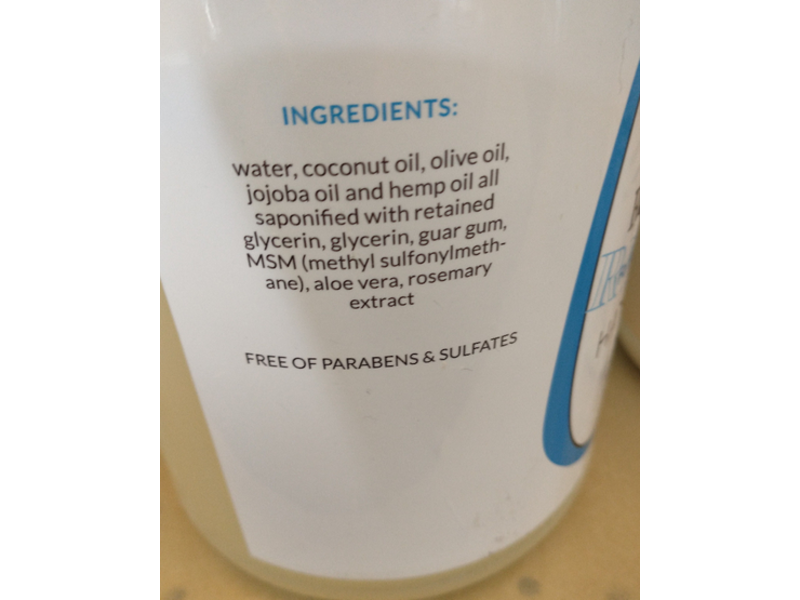 INGREDIENTS:
water, coconut oil, olive oil,
jojoba oil and hemp oil all
saponified with retained
glycerin, glycerin, guar gum,
MSM (methyl sulfonylmeth-
ane), aloe vera, rosemary
extract
FREE OF PARABENS & SULFATES